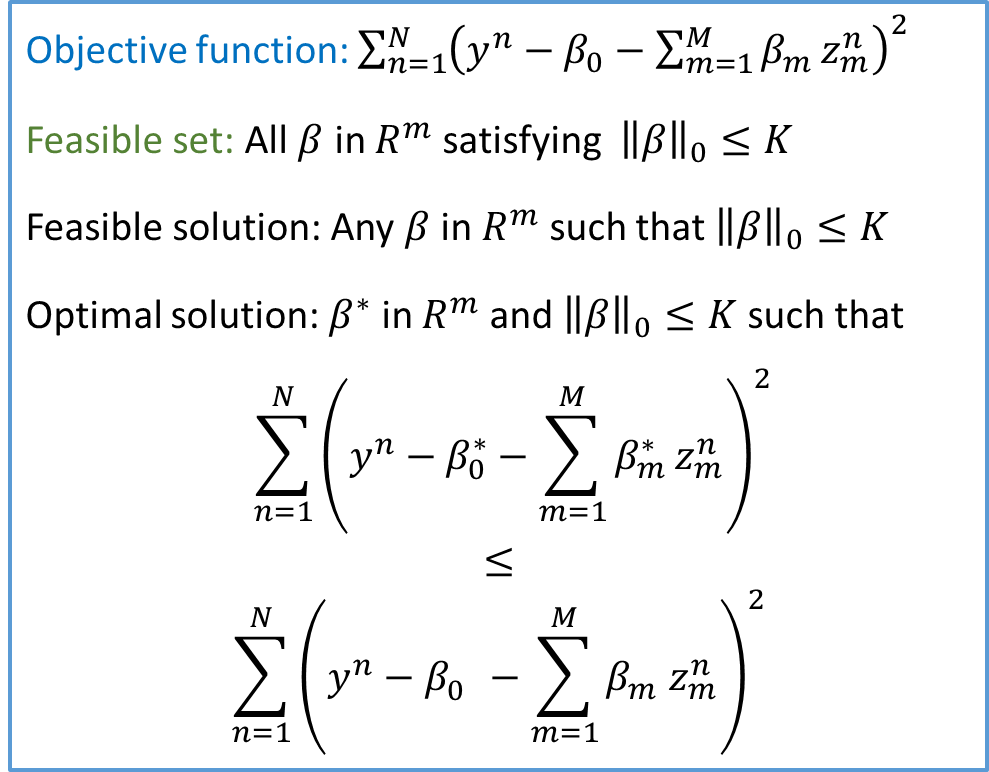 Objective function: $\sum_{n=1}^{N}\left(y^n - \beta_0 - \sum_{m=1}^{M} \beta_m z_m^n\right)^2$
Feasible set: All $\beta$ in $R^m$ satisfying $\|\beta\|_0 \leq K$
Feasible solution: Any $\beta$ in $R^m$ such that $\|\beta\|_0 \leq K$
Optimal solution: $\beta^*$ in $R^m$ and $\|\beta\|_0 \leq K$ such that
$\sum_{n=1}^{N}\left(y^n - \beta_0^* - \sum_{m=1}^{M} \beta_m^* z_m^n\right)^2$
$\leq$
$\sum_{n=1}^{N}\left(y^n - \beta_0 - \sum_{m=1}^{M} \beta_m z_m^n\right)^2$